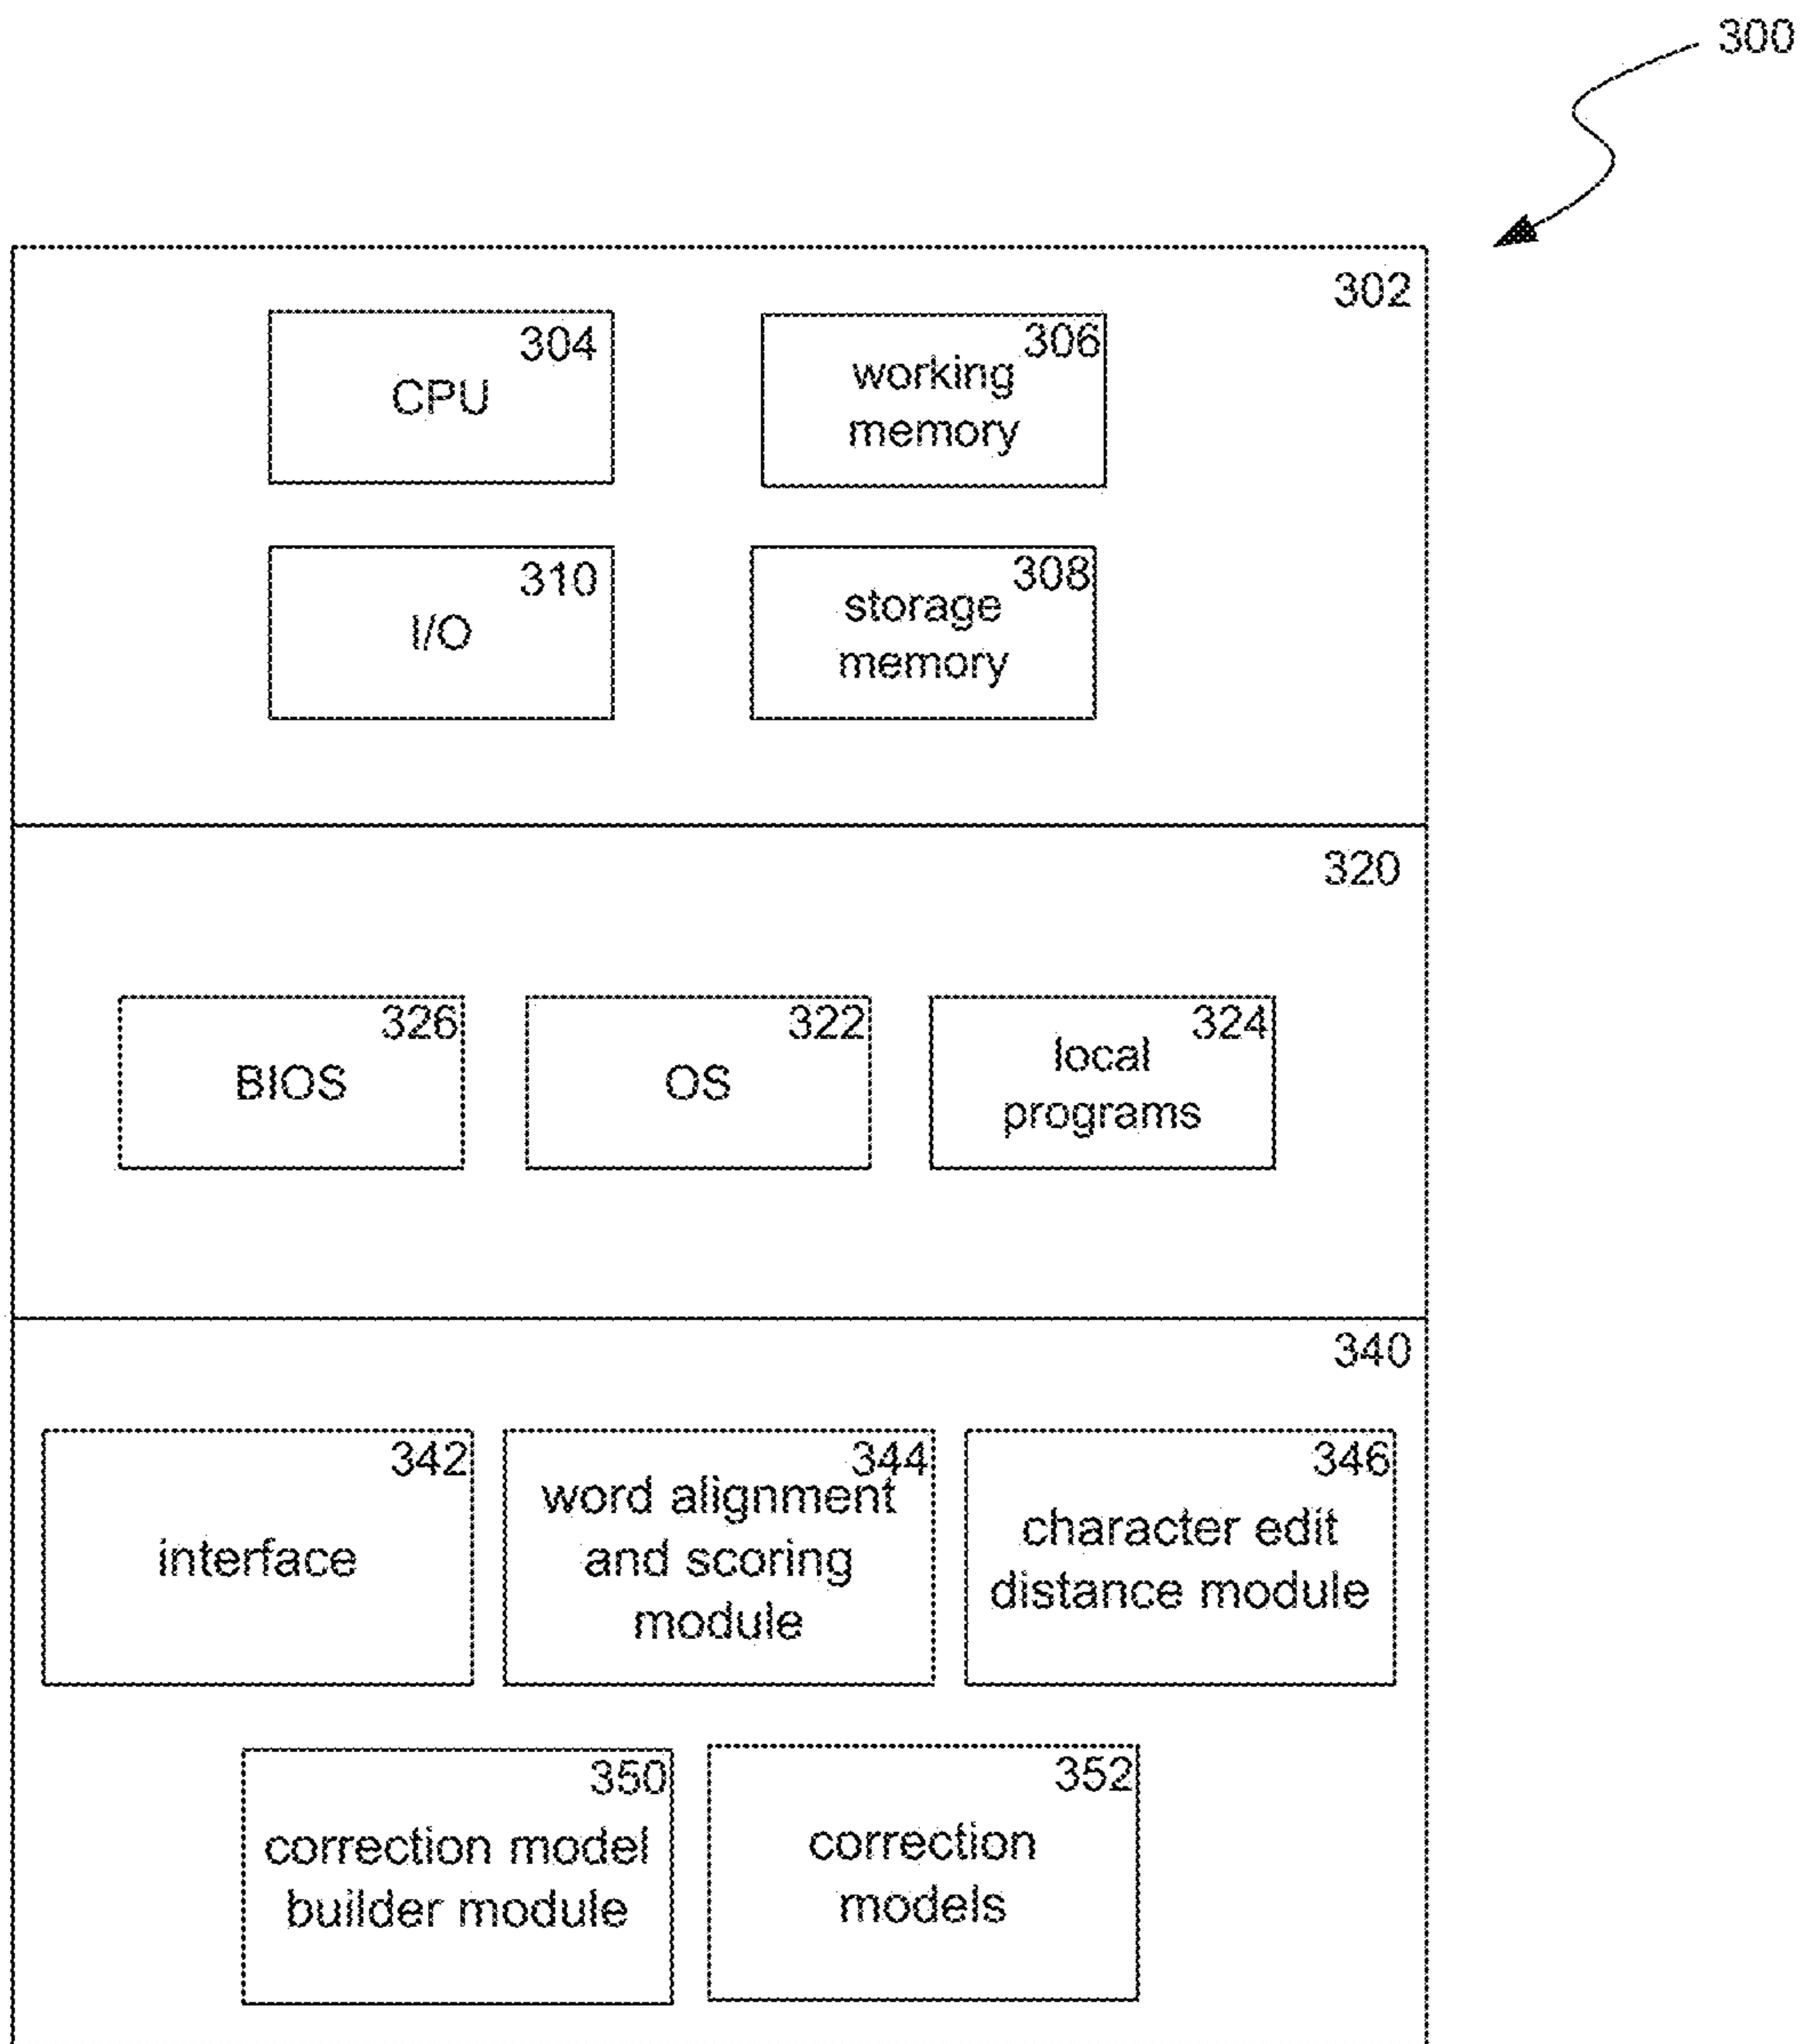 300
302
304
CPU
306
working
memory
310
I/O
308
storage
memory
320
326
BIOS
322
OS
324
local
programs
340
342
interface
344
word alignment
and scoring
module
346
character edit
distance module
350
correction model
builder module
352
correction
models